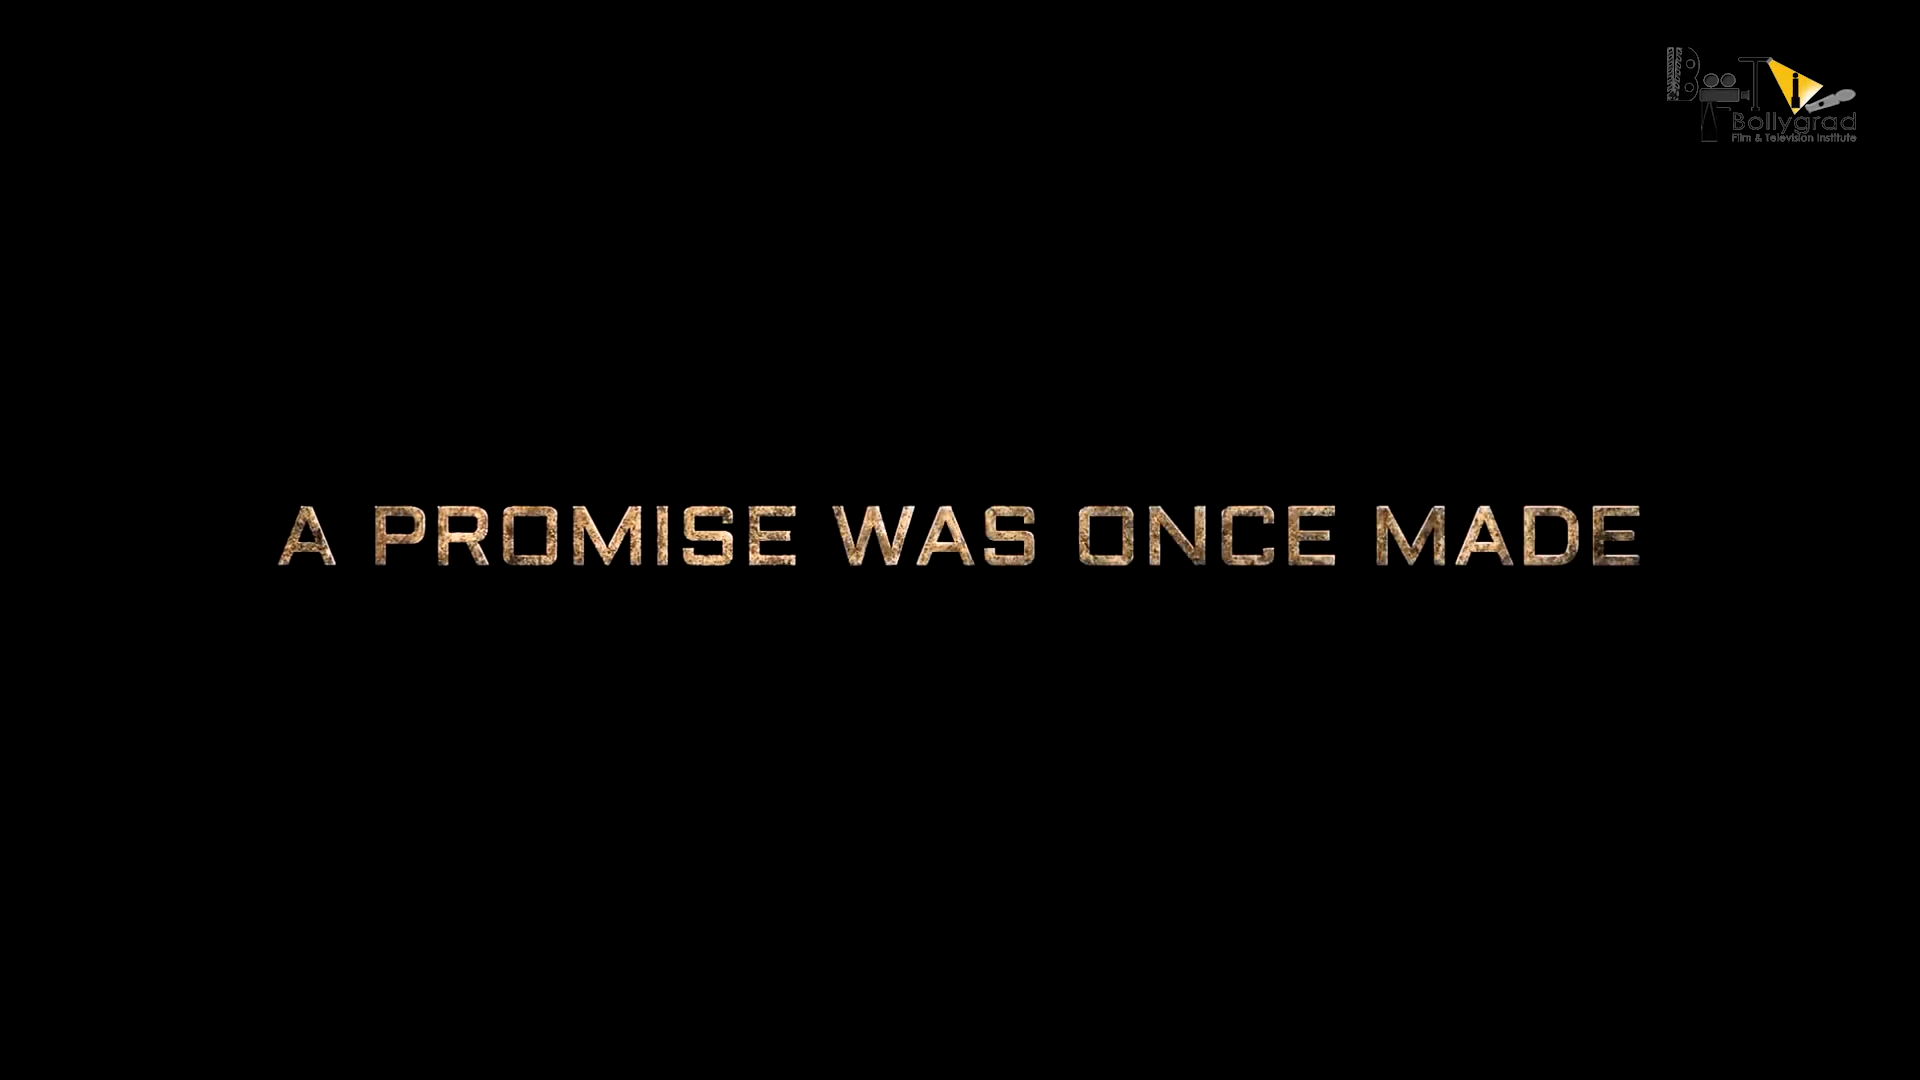 B F T i
Bollygrad
Film & Television Institute
A PROMISE WAS ONCE MADE